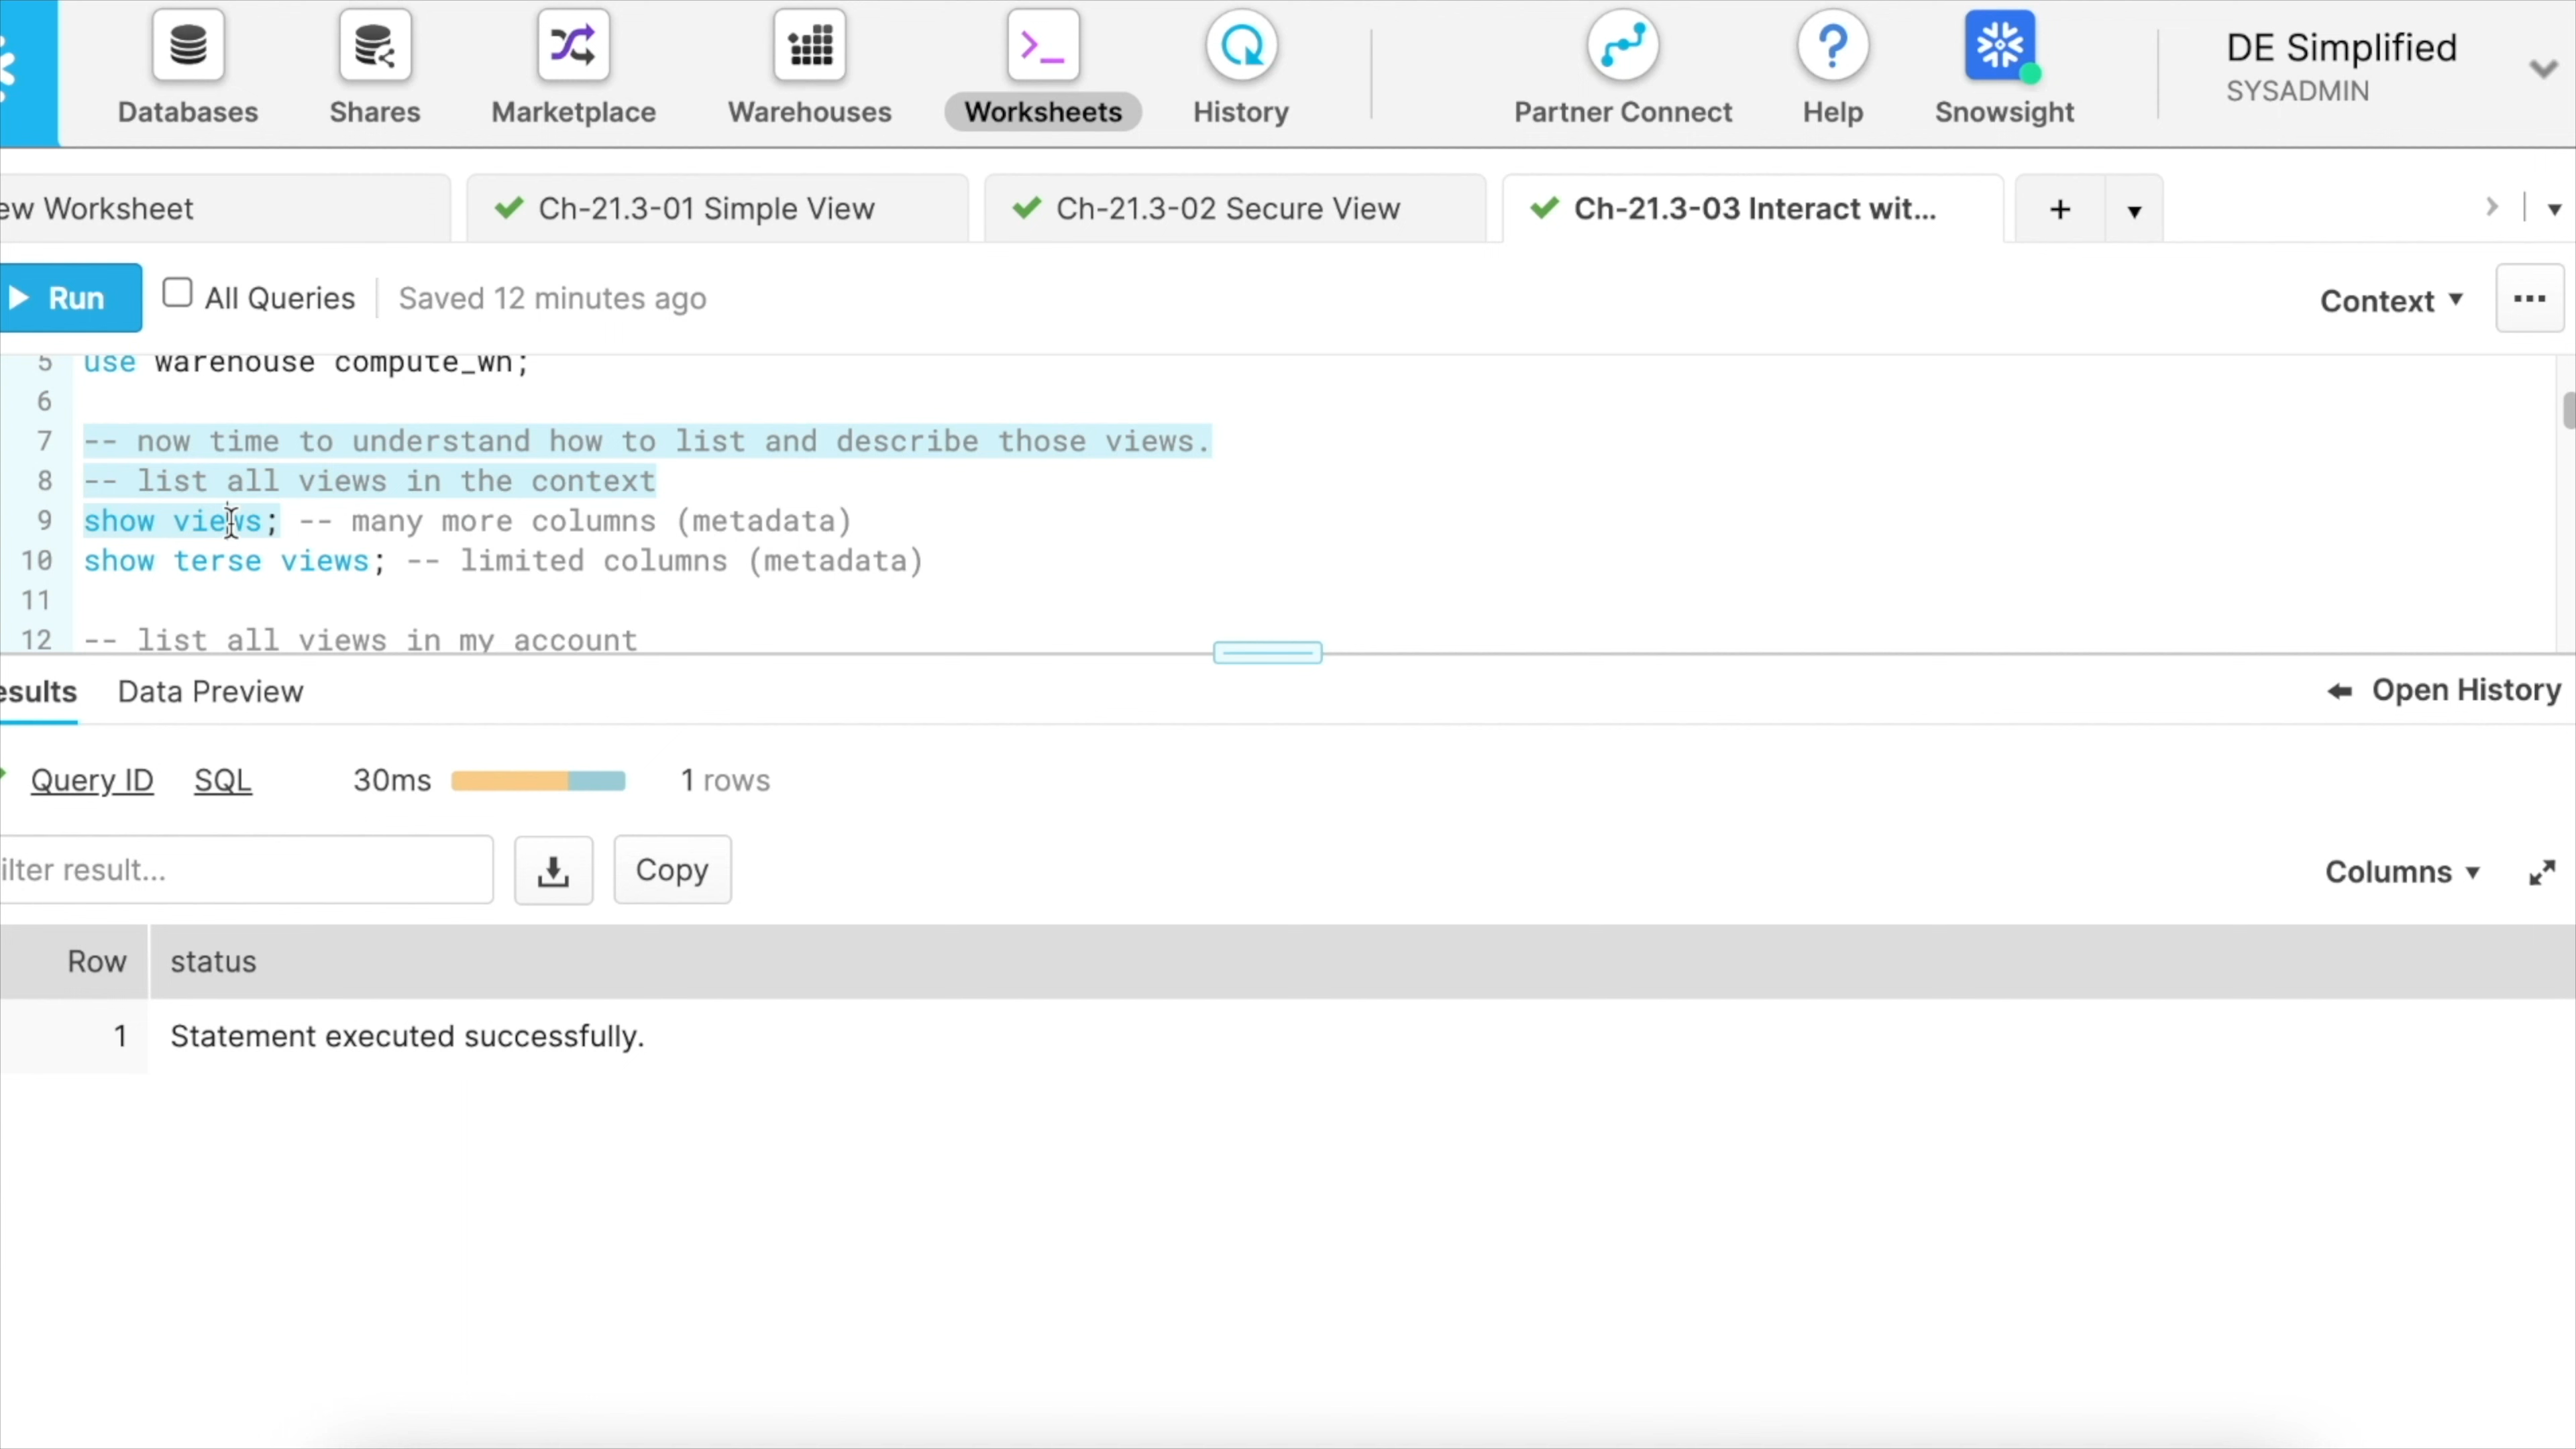 Databases
Shares
Marketplace
Warehouses
Worksheets
History
Partner Connect
Help
Snowsight
DE Simplified
SYSADMIN
ew Worksheet
Ch-21.3-01 Simple View
Ch-21.3-02 Secure View
Ch-21.3-03 Interact wit...
+
Run
All Queries
Saved 12 minutes ago
Context
...
5 use warehouse compute_wh;
6
7 -- now time to understand how to list and describe those views.
8 -- list all views in the context
9 show views; -- many more columns (metadata)
10 show terse views; -- limited columns (metadata)
11
12 -- list all views in my account
esults
Data Preview
Open History
Query ID
SQL
30ms
1 rows
ilter result...
Copy
Columns
Row status
1 Statement executed successfully.